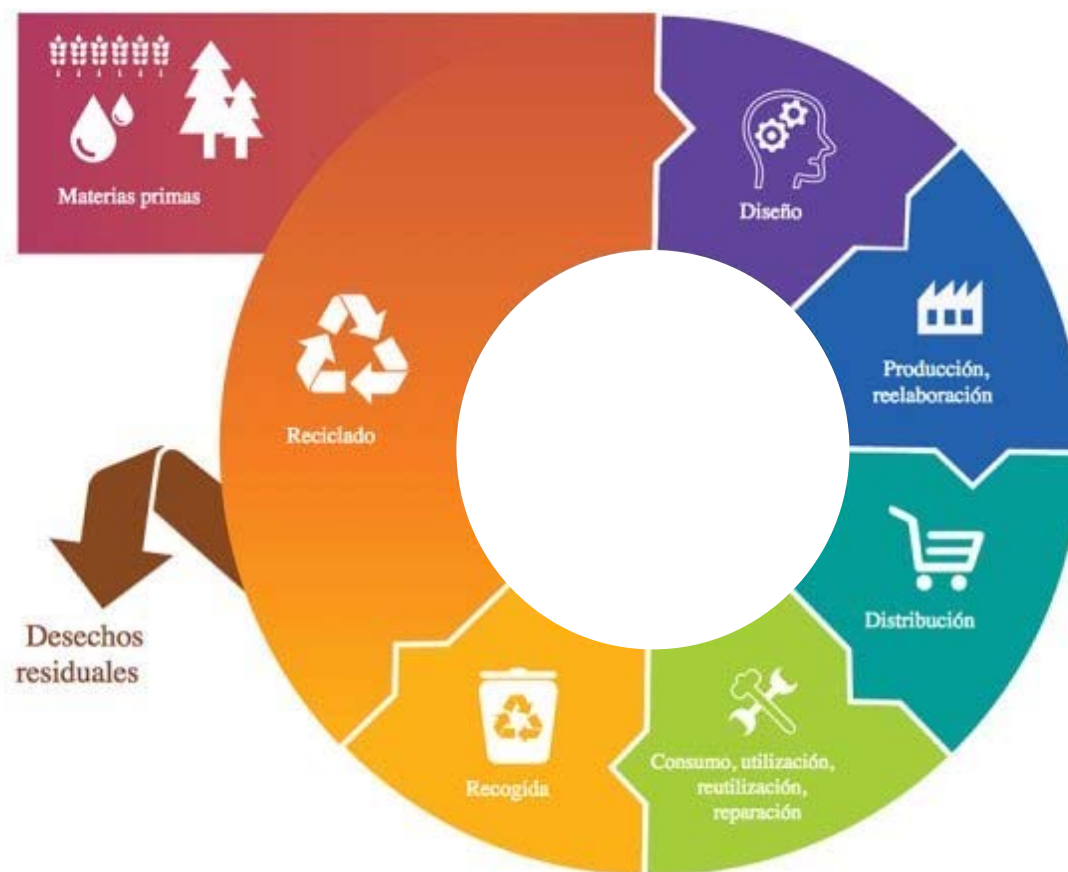 Materias primas
Diseño
Producción,
reelaboración
Distribución
Consumo, utilización,
reutilización,
reparación
Recogida
Reciclado
Desechos
residuales